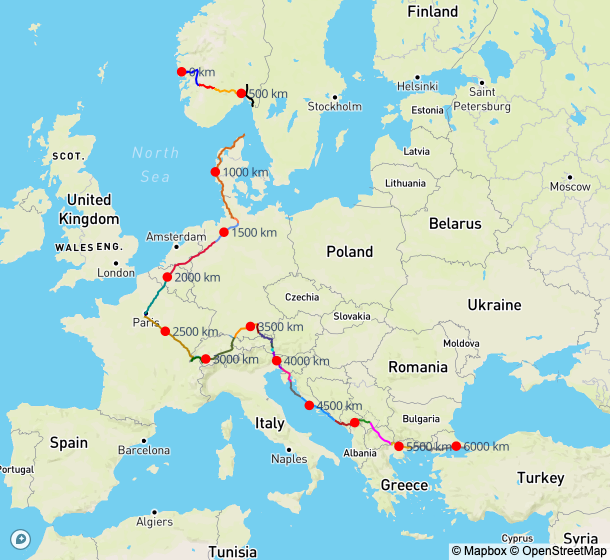 Finland
0 km
500 km
Helsinki
Saint
Petersburg
Stockholm
Estonia
SCOT.
North
Sea
Latvia
1000 km
Lithuania
Moscow
United
Kingdom
Belarus
1500 km
Amsterdam
WALES
ENG.
Poland
London
2000 km
Czechia
Ukraine
Paris
Slovakia
2500 km
3500 km
Moldova
3000 km
4000 km
Romania
4500 km
Italy
Bulgaria
Spain
Barcelona
Portugal
Naples
Albania
5500 km
6000 km
Greece
Turkey
Algiers
Cyprus
Syria
Tunisia
© Mapbox © OpenStreetMap